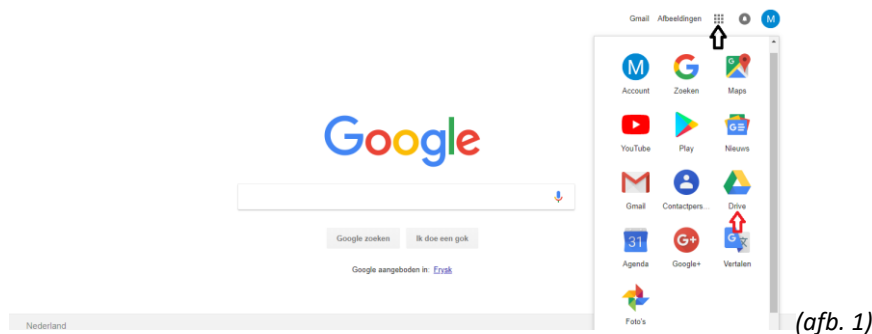 Gmail Afbeeldingen M
M G
Account Zoeken Maps
Google
YouTube Play Nieuws
Gmail Contactpers... Drive
31 G+ G
Agenda Google+ Vertalen
Google zoeken Ik doe een gok
Google aangeboden in: Frysk
Foto's
Nederland
(afb. 1)